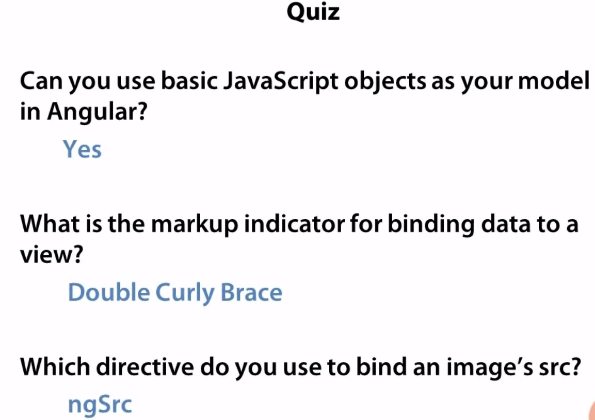 Quiz
Can you use basic JavaScript objects as your model
in Angular?
Yes
What is the markup indicator for binding data to a
view?
Double Curly Brace
Which directive do you use to bind an image's src?
ngSrc